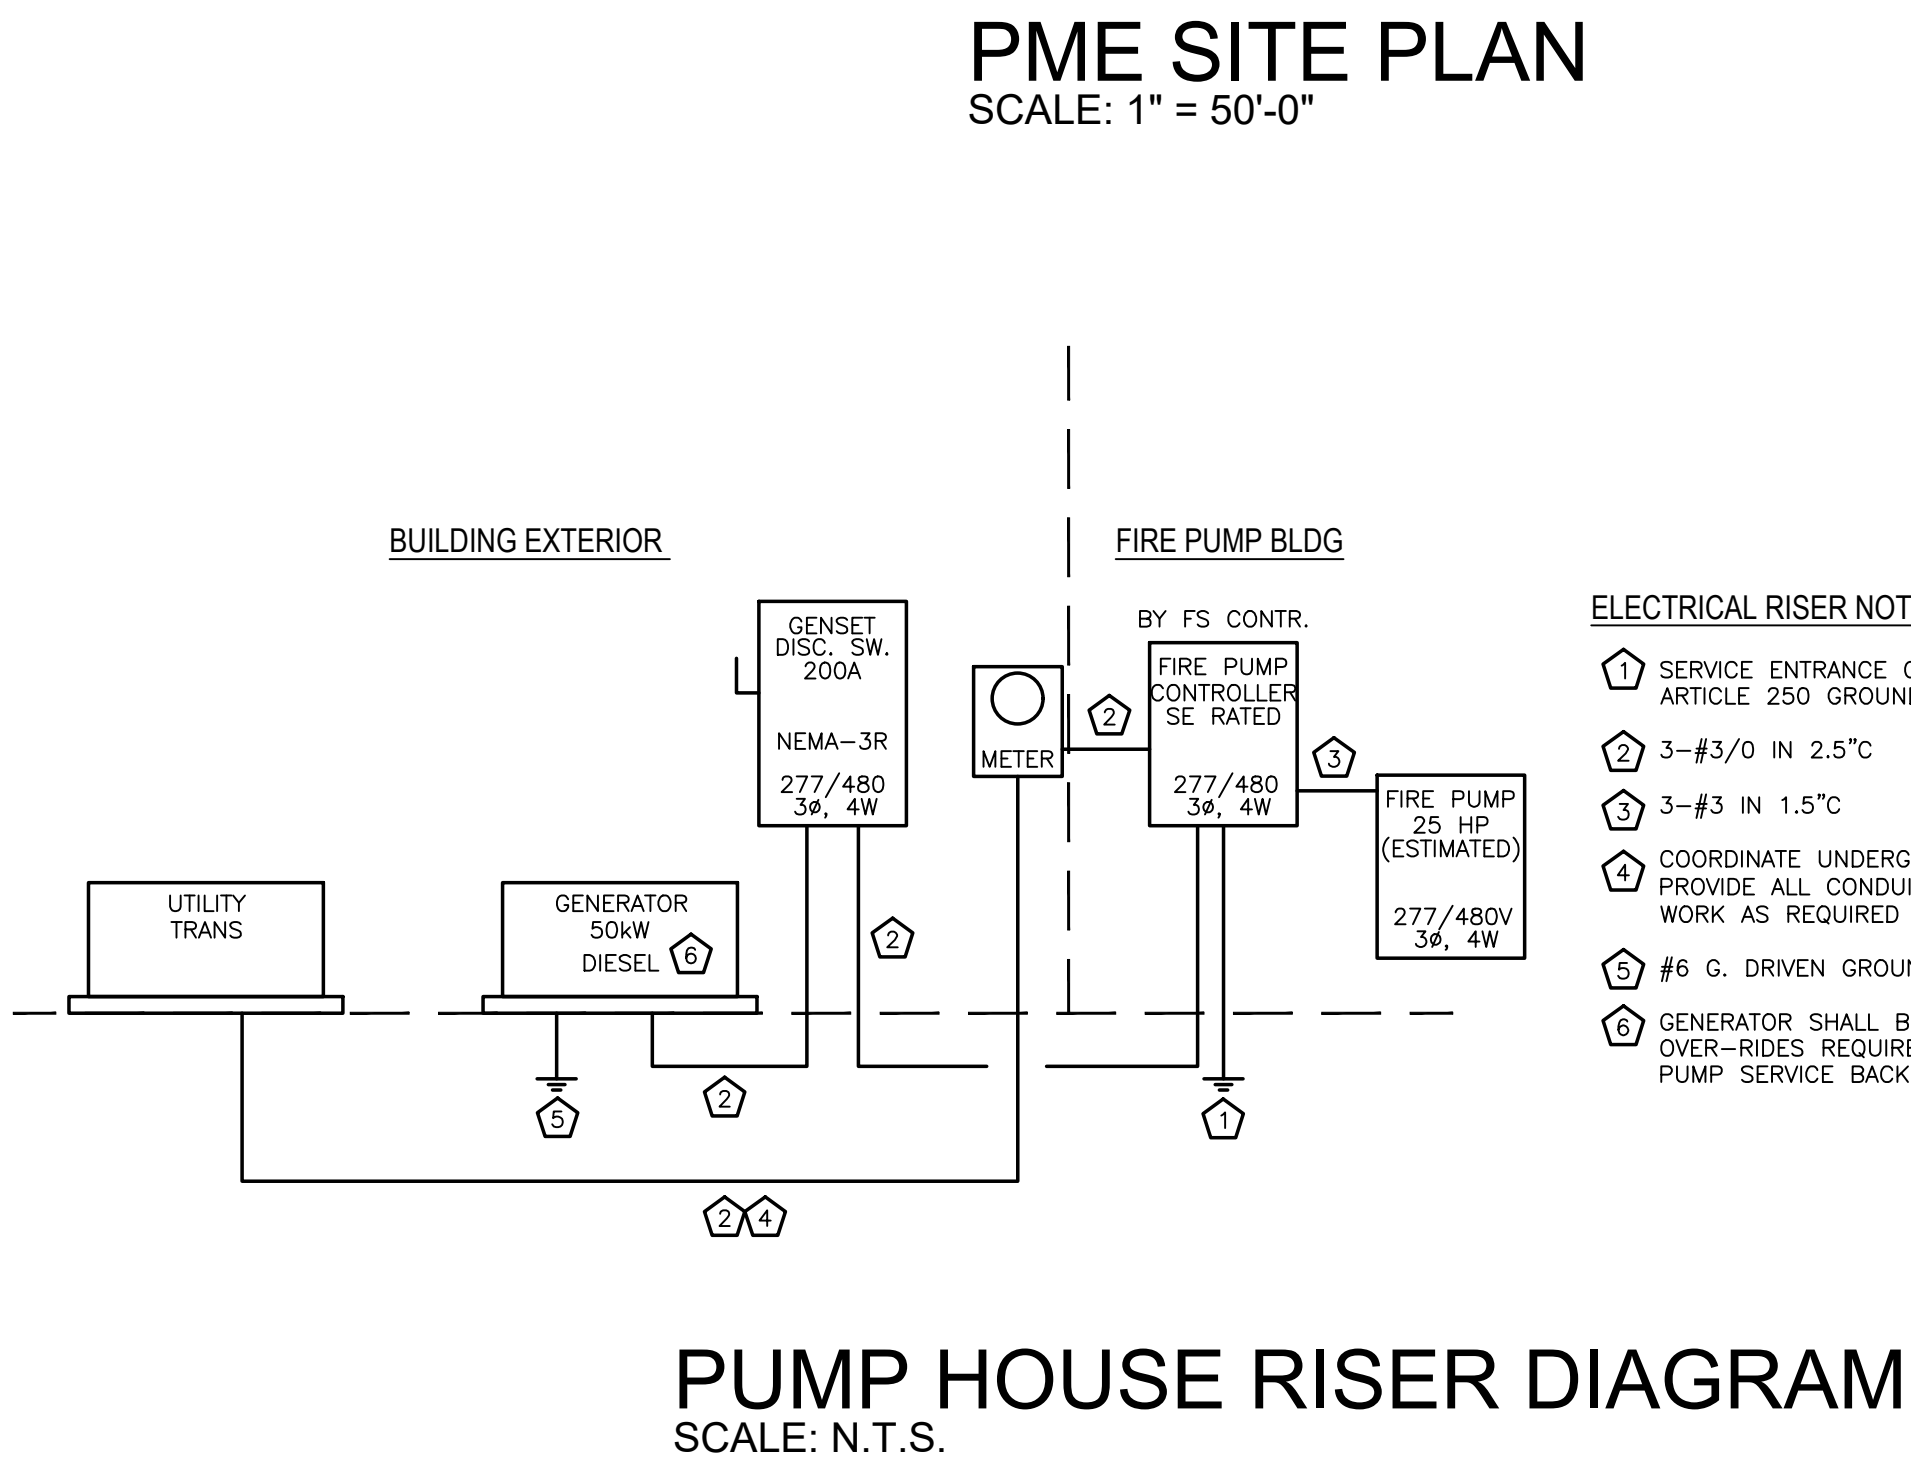 PME SITE PLAN
SCALE: 1" = 50'-0"
BUILDING EXTERIOR
FIRE PUMP BLDG
GENSET
DISC. SW.
200A
NEMA-3R
277/480
3ø, 4W
METER
2
BY FS CONTR.
FIRE PUMP
CONTROLLER
SE RATED
277/480
3ø, 4W
3
FIRE PUMP
25 HP
(ESTIMATED)
277/480V
3ø, 4W
UTILITY
TRANS
GENERATOR
50kW
DIESEL
6
2
5
2
1
2
4
ELECTRICAL RISER NOT
1 SERVICE ENTRANCE
ARTICLE 250 GROUN
2 3-#3/0 IN 2.5"C
3 3-#3 IN 1.5"C
4 COORDINATE UNDERG
PROVIDE ALL CONDUI
WORK AS REQUIRED
5 #6 G. DRIVEN GROUN
6 GENERATOR SHALL B
OVER-RIDES REQUIRE
PUMP SERVICE BACK
PUMP HOUSE RISER DIAGRAM
SCALE: N.T.S.